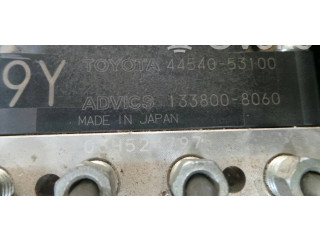 9Y
TOYOTA 44540-53100
ADVICS 133800-8060
MADE IN JAPAN